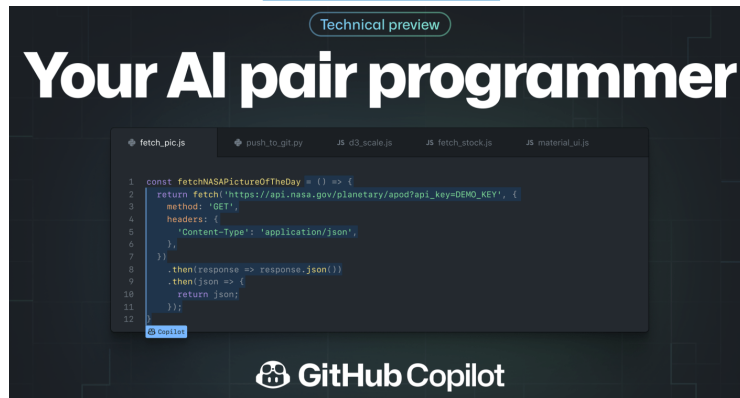 Technical preview
Your AI pair programmer
fetch_pic.js push_to_git.py JS d3_scale.js JS fetch_stock.js JS material_ui.js
1 const fetchNASAPictureOfTheDay = () => {
2 return fetch('https://api.nasa.gov/planetary/apod?api_key=DEMO_KEY', {
3 method: 'GET',
4 headers: {
5 'Content-Type': 'application/json',
6 },
7 })
8 .then(response => response.json())
9 .then(json => {
10 return json;
11 });
12 }
Copilot
GitHub Copilot